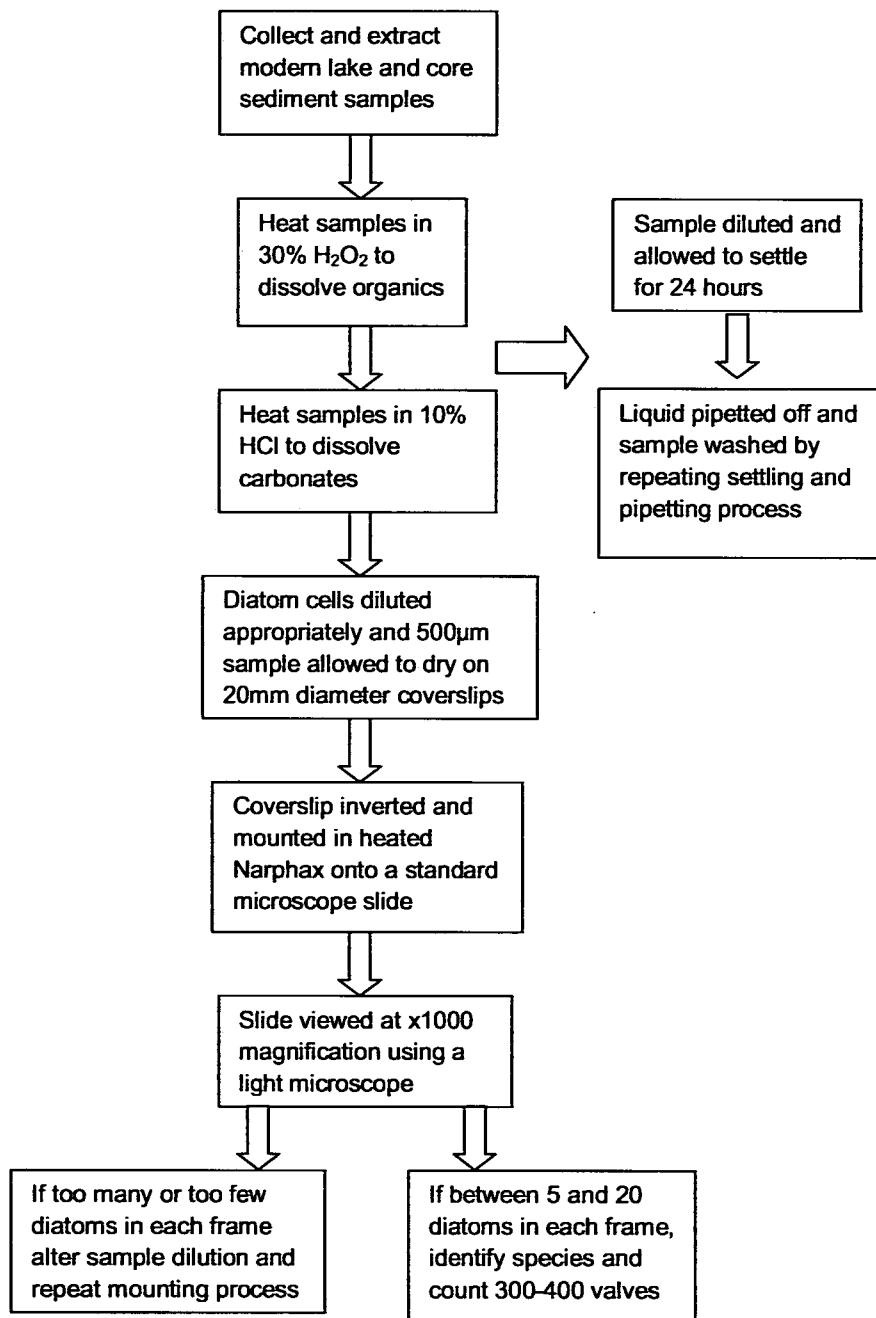 Collect and extract
modern lake and core
sediment samples
Heat samples in
30% H₂O₂ to
dissolve organics
Sample diluted and
allowed to settle
for 24 hours
Heat samples in 10%
HCl to dissolve
carbonates
Liquid pipetted off and
sample washed by
repeating settling and
pipetting process
Diatom cells diluted
appropriately and 500µm
sample allowed to dry on
20mm diameter coverslips
Coverslip inverted and
mounted in heated
Narphax onto a standard
microscope slide
Slide viewed at x1000
magnification using a
light microscope
If too many or too few
diatoms in each frame
alter sample dilution and
repeat mounting process
If between 5 and 20
diatoms in each frame,
identify species and
count 300-400 valves